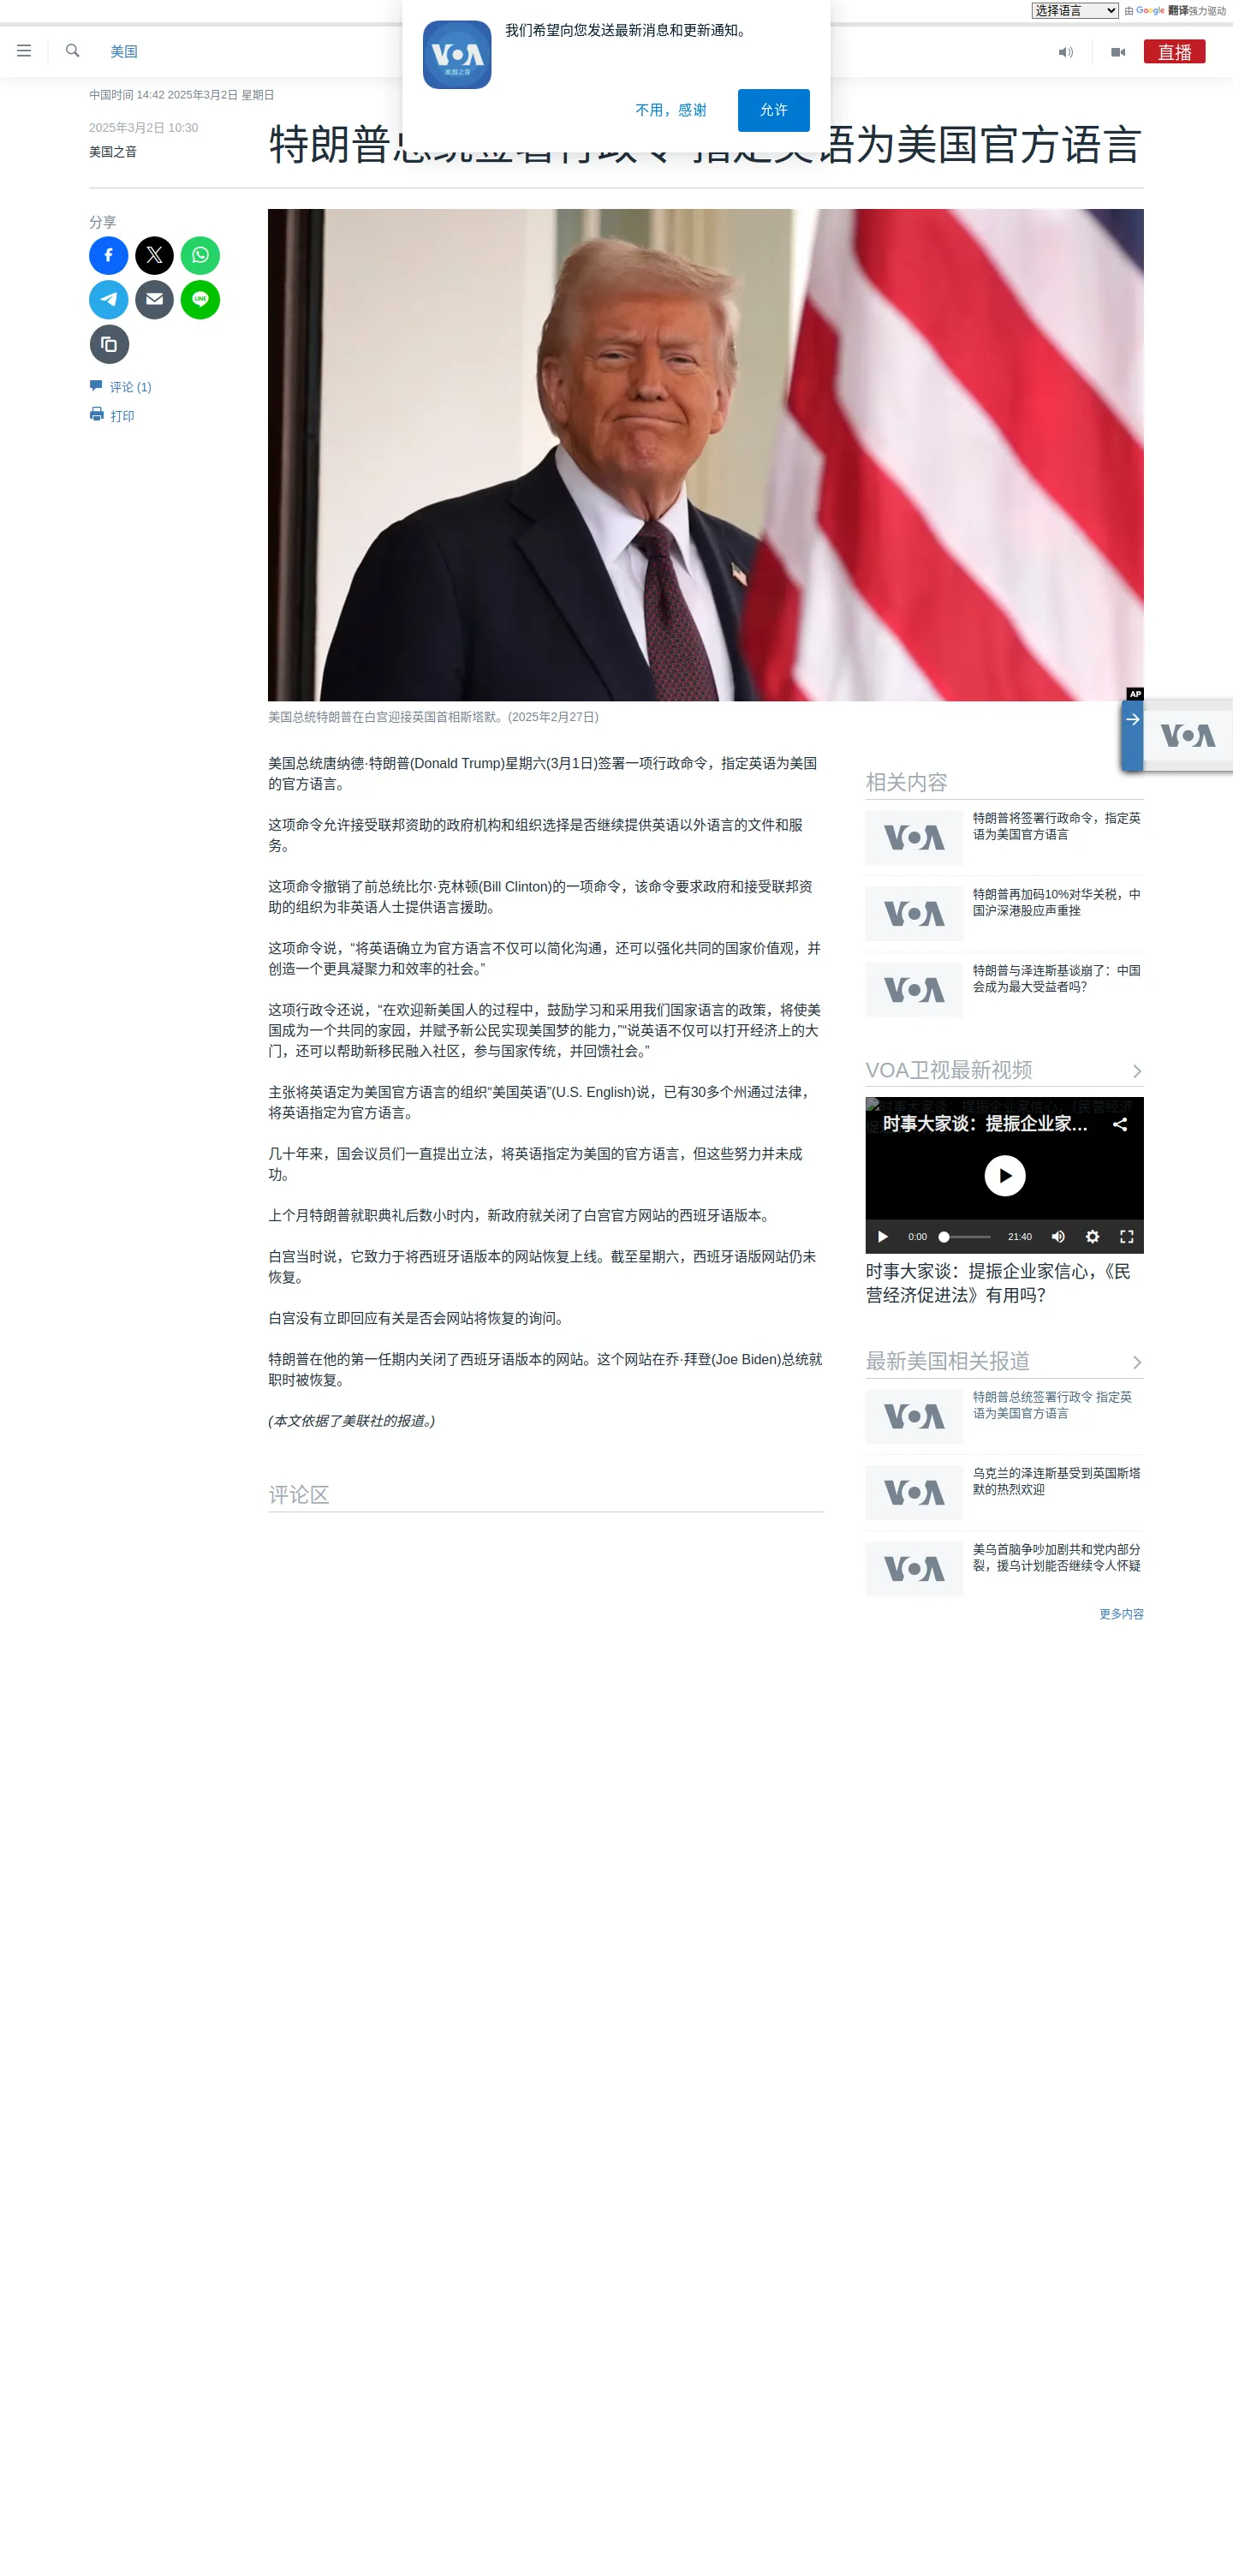 选择语言
由 Google 翻译强力驱动
我们希望向您发送最新消息和更新通知。
VOA
美国之音
不用，感谢
允许
美国
直播
中国时间 14:42 2025年3月2日 星期日
2025年3月2日 10:30
美国之音
特朗普总统签署行政令 指定英语为美国官方语言
分享
LINE
评论 (1)
打印
AP
美国总统特朗普在白宫迎接英国首相斯塔默。(2025年2月27日)
VOA
美国总统唐纳德·特朗普(Donald Trump)星期六(3月1日)签署一项行政命令，指定英语为美国
的官方语言。
这项命令允许接受联邦资助的政府机构和组织选择是否继续提供英语以外语言的文件和服
务。
这项命令撤销了前总统比尔·克林顿(Bill Clinton)的一项命令，该命令要求政府和接受联邦资
助的组织为非英语人士提供语言援助。
这项命令说，“将英语确立为官方语言不仅可以简化沟通，还可以强化共同的国家价值观，并
创造一个更具凝聚力和效率的社会。”
这项行政令还说，“在欢迎新美国人的过程中，鼓励学习和采用我们国家语言的政策，将使美
国成为一个共同的家园，并赋予新公民实现美国梦的能力，”“说英语不仅可以打开经济上的大
门，还可以帮助新移民融入社区，参与国家传统，并回馈社会。”
主张将英语定为美国官方语言的组织“美国英语”(U.S. English)说，已有30多个州通过法律，
将英语指定为官方语言。
几十年来，国会议员们一直提出立法，将英语指定为美国的官方语言，但这些努力并未成
功。
上个月特朗普就职典礼后数小时内，新政府就关闭了白宫官方网站的西班牙语版本。
白宫当时说，它致力于将西班牙语版本的网站恢复上线。截至星期六，西班牙语版网站仍未
恢复。
白宫没有立即回应有关是否会网站将恢复的询问。
特朗普在他的第一任期内关闭了西班牙语版本的网站。这个网站在乔·拜登(Joe Biden)总统就
职时被恢复。
(本文依据了美联社的报道。)
评论区
相关内容
VOA
特朗普将签署行政命令，指定英
语为美国官方语言
VOA
特朗普再加码10%对华关税，中
国沪深港股应声重挫
VOA
特朗普与泽连斯基谈崩了：中国
会成为最大受益者吗？
VOA卫视最新视频
时事大家谈：提振企业家信心，《民营经济
促
时事大家谈：提振企业家...
0:00
21:40
时事大家谈：提振企业家信心，《民
营经济促进法》有用吗？
最新美国相关报道
VOA
特朗普总统签署行政令 指定英
语为美国官方语言
VOA
乌克兰的泽连斯基受到英国斯塔
默的热烈欢迎
VOA
美乌首脑争吵加剧共和党内部分
裂，援乌计划能否继续令人怀疑
更多内容